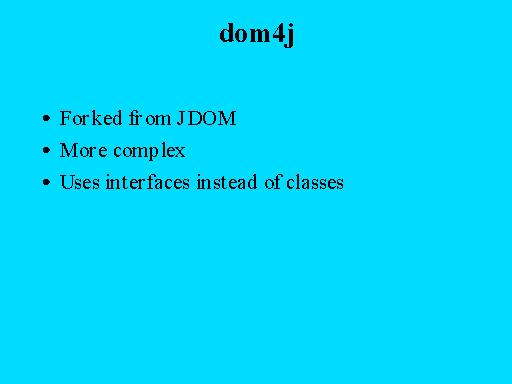 dom4j
• Forked from JDOM
• More complex
• Uses interfaces instead of classes